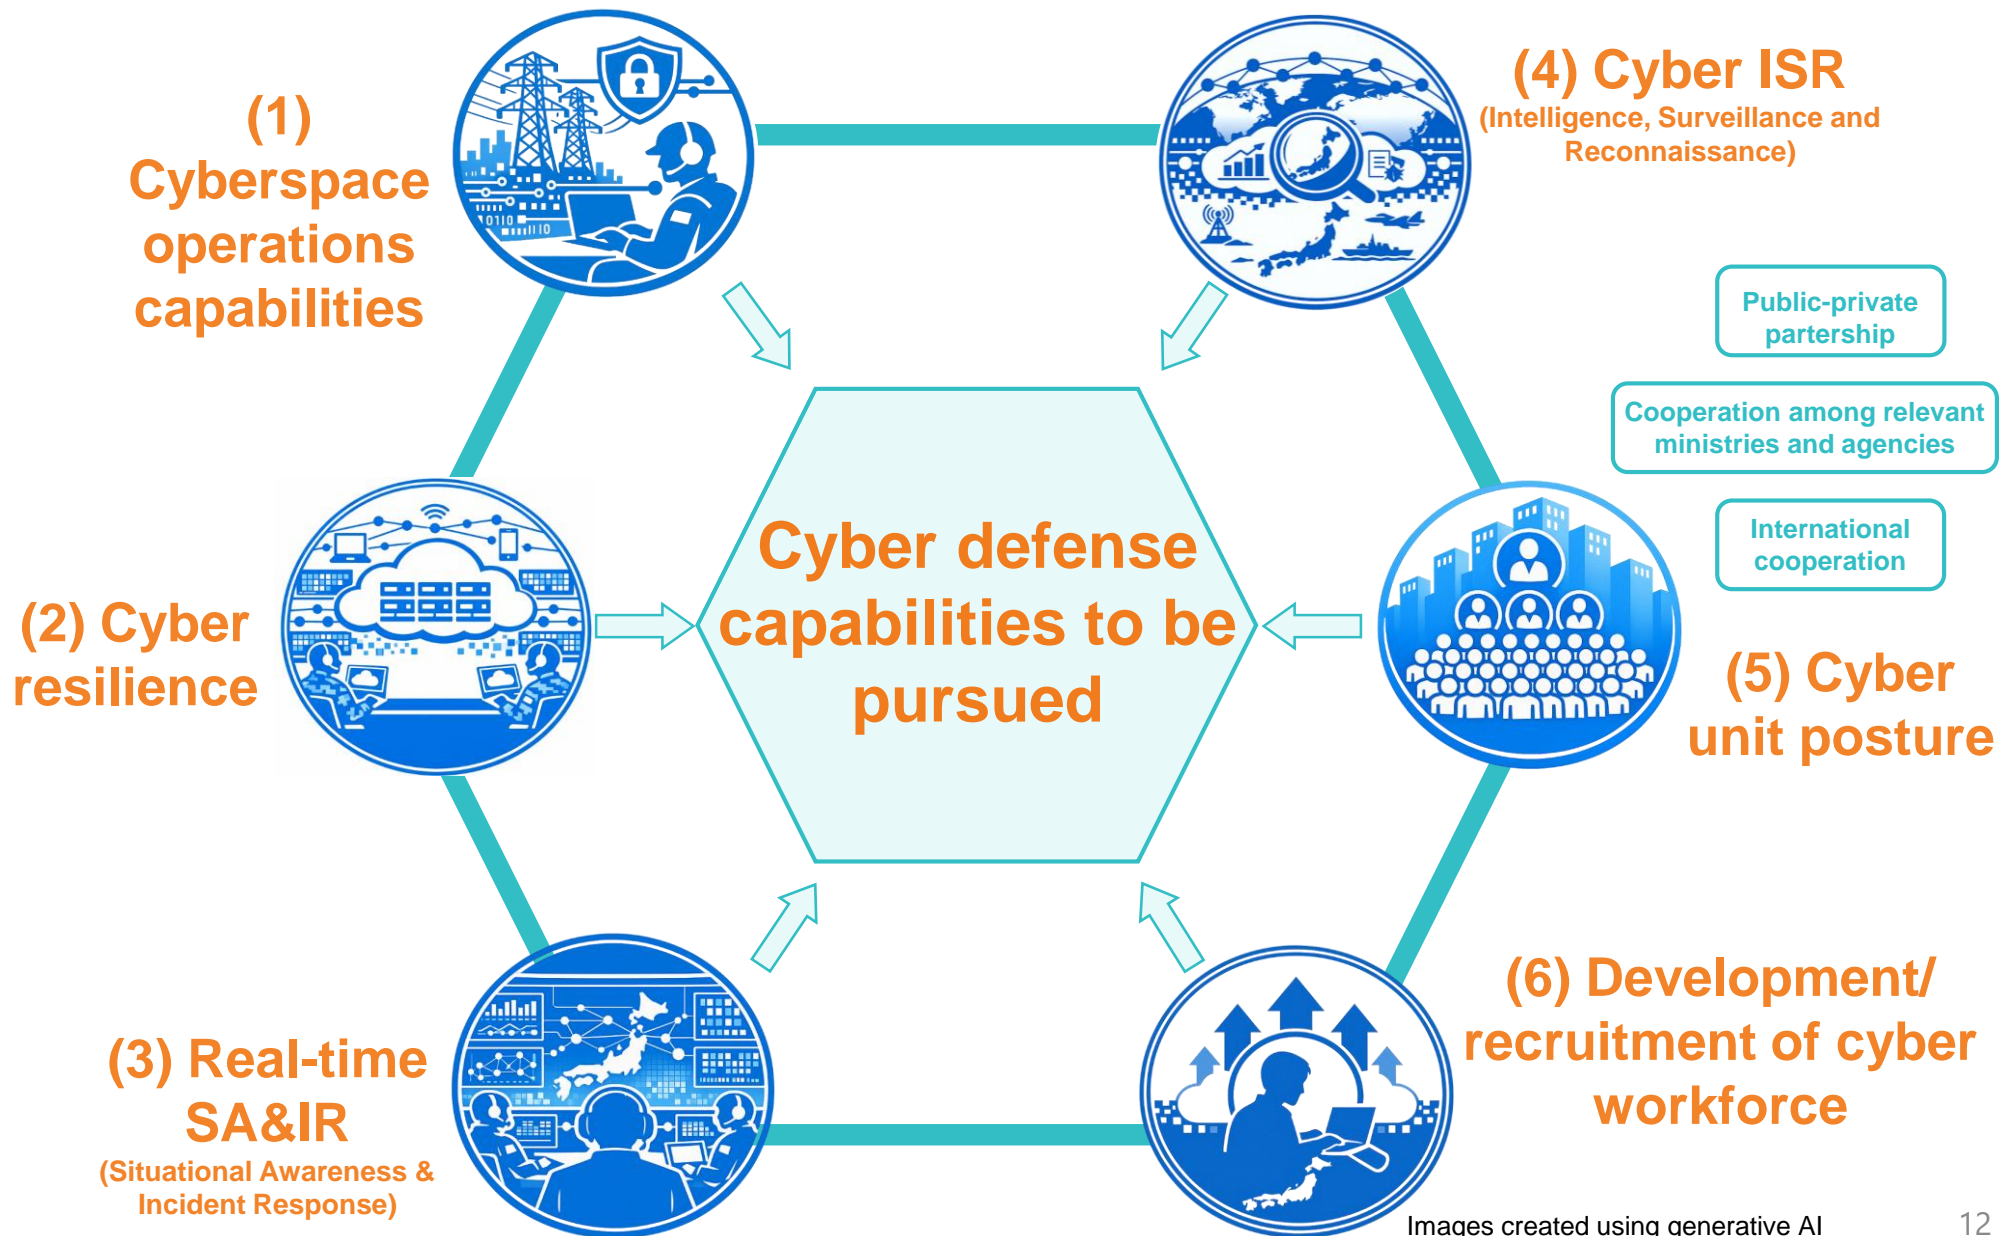 (1)
Cyberspace
operations
capabilities
0110
(4) Cyber ISR
(Intelligence, Surveillance and
Reconnaissance)
Public-private
partership
Cooperation among relevant
ministries and agencies
International
cooperation
(2) Cyber
resilience
Cyber defense
capabilities to be
pursued
(5) Cyber
unit posture
(3) Real-time
SA&IR
(Situational Awareness &
Incident Response)
(6) Development/
recruitment of cyber
workforce
Images created using generative AI
12